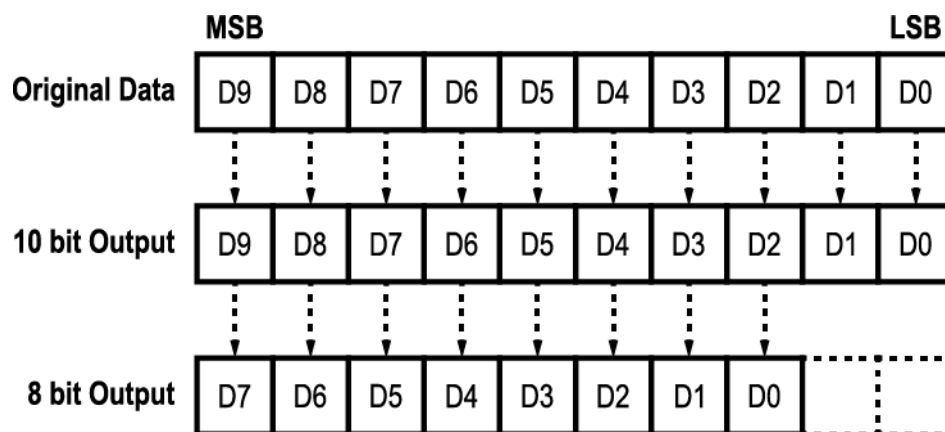 MSB LSB
Original Data D9 D8 D7 D6 D5 D4 D3 D2 D1 D0
10 bit Output D9 D8 D7 D6 D5 D4 D3 D2 D1 D0
8 bit Output D7 D6 D5 D4 D3 D2 D1 D0